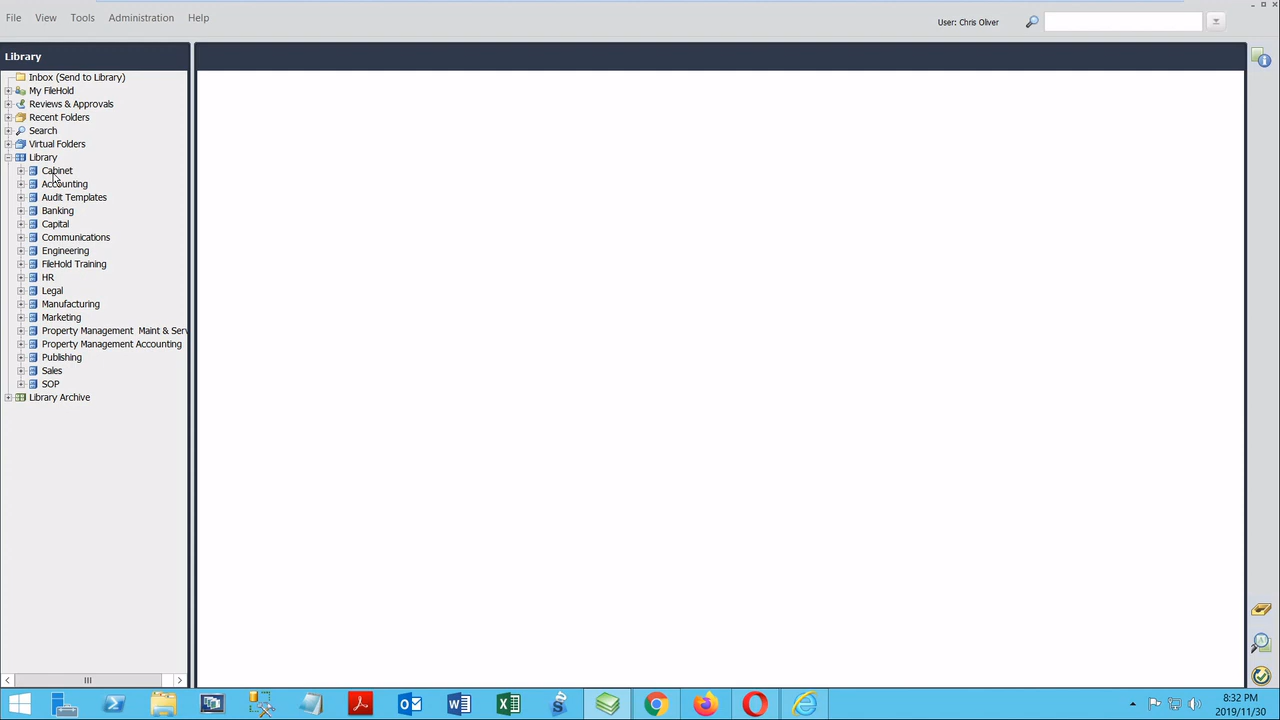 File View Tools Administration Help
User: Chris Oliver
Library
Inbox (Send to Library)
My FileHold
Reviews & Approvals
Recent Folders
Search
Virtual Folders
Library
Cabinet
Accounting
Audit Templates
Banking
Capital
Communications
Engineering
FileHold Training
HR
Legal
Manufacturing
Marketing
Property Management Maint & Serv
Property Management Accounting
Publishing
Sales
SOP
Library Archive
8:32 PM
2019/11/30